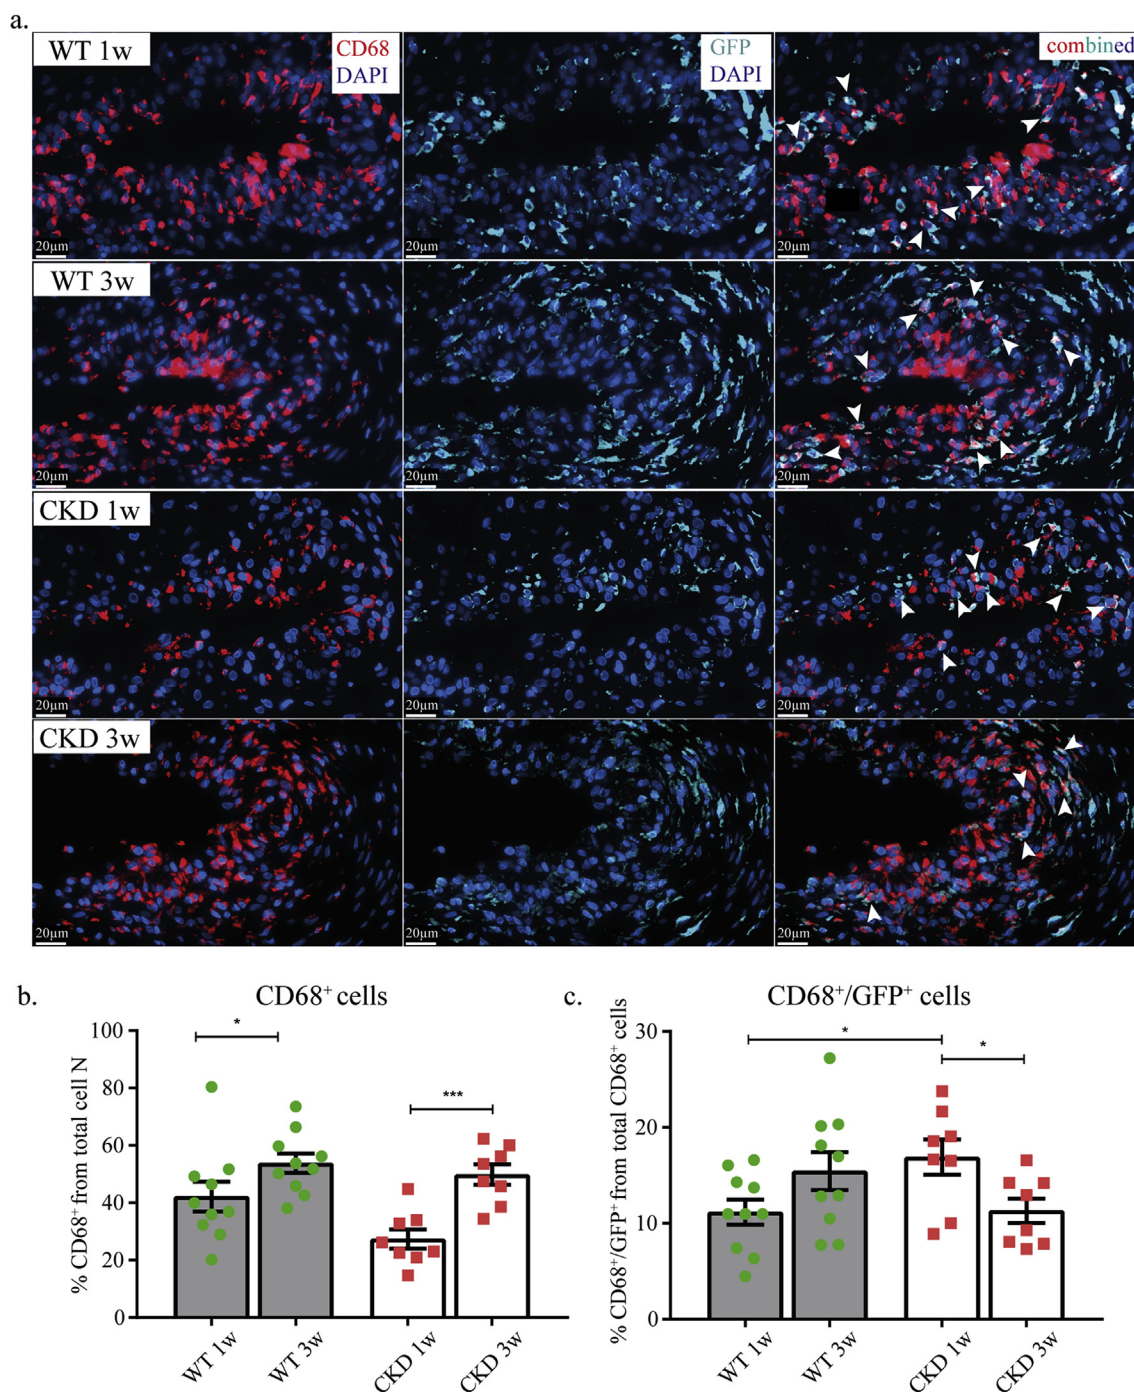 a.
WT 1w
CD68
DAPI
GFP
DAPI
combined
20µm
20µm
20µm
WT 3w
20µm
20µm
20µm
CKD 1w
20µm
20µm
20µm
CKD 3w
20µm
20µm
20µm
b.
CD68⁺ cells
% CD68⁺ from total cell N
100
80
60
40
20
0
*
***
WT 1w
WT 3w
CKD 1w
CKD 3w
c.
CD68⁺/GFP⁺ cells
% CD68⁺/GFP⁺ from total CD68⁺ cells
30
20
10
0
*
*
WT 1w
WT 3w
CKD 1w
CKD 3w